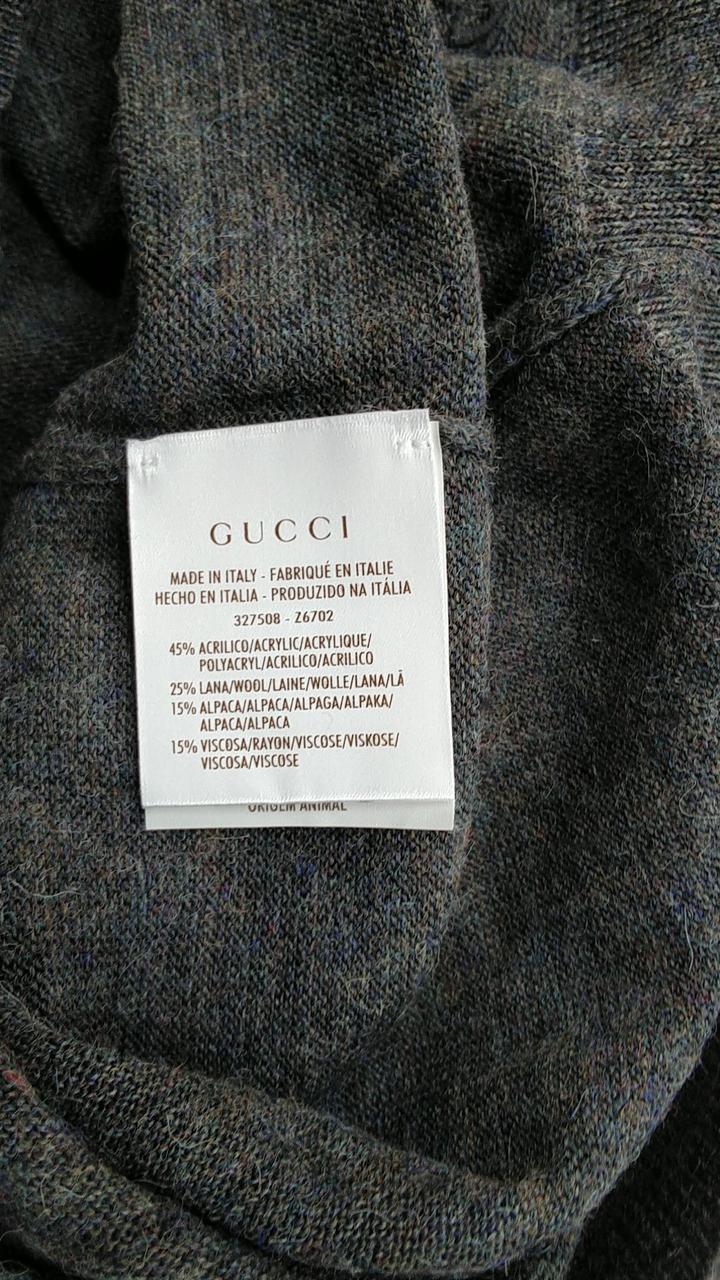 GUCCI
MADE IN ITALY - FABRIQUÉ EN ITALIE
HECHO EN ITALIA - PRODUZIDO NA ITÁLIA
327508 - Z6702
45% ACRILICO/ACRYLIC/ACRYLIQUE/
POLYACRYL/ACRILICO/ACRILICO
25% LANA/WOOL/LAINE/WOLLE/LANA/LÃ
15% ALPACA/ALPACA/ALPAGA/ALPAKA/
ALPACA/ALPACA
15% VISCOSA/RAYON/VISCOSE/VISKOSE/
VISCOSA/VISCOSE
ORIGEM ANIMAL